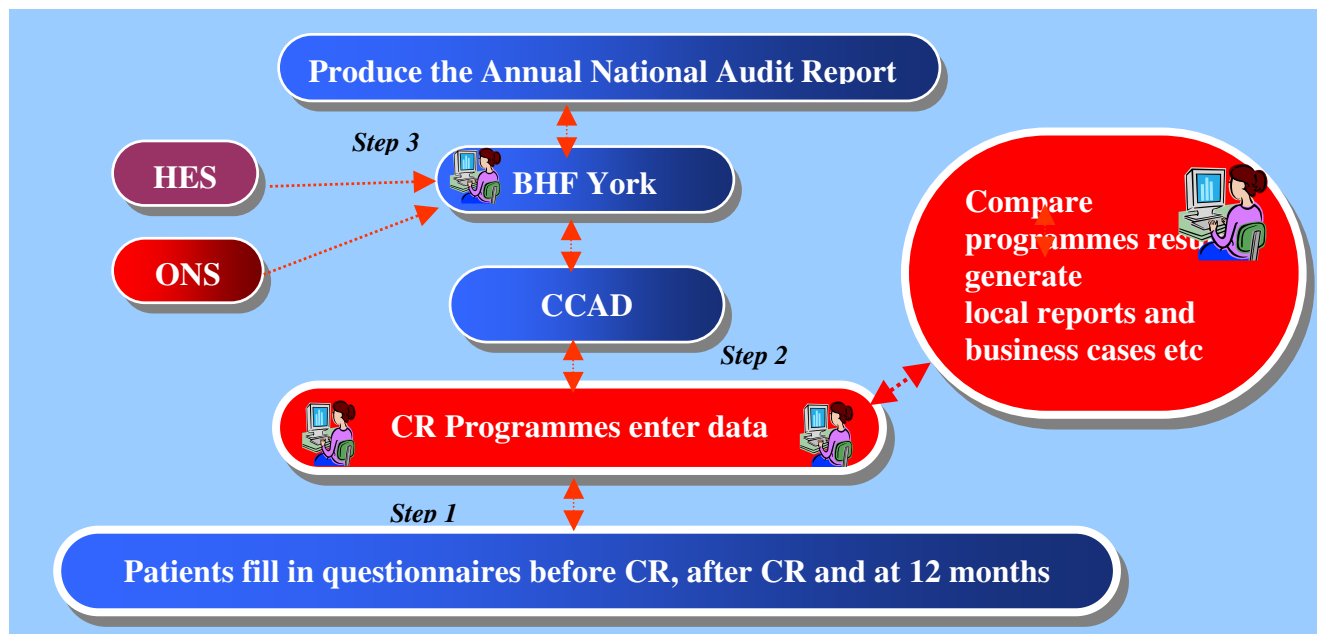 Produce the Annual National Audit Report
Step 3
HES
BHF York
ONS
CCAD
Step 2
Compare
programmes
generate
local reports and
business cases etc
CR Programmes enter data
Step 1
Patients fill in questionnaires before CR, after CR and at 12 months